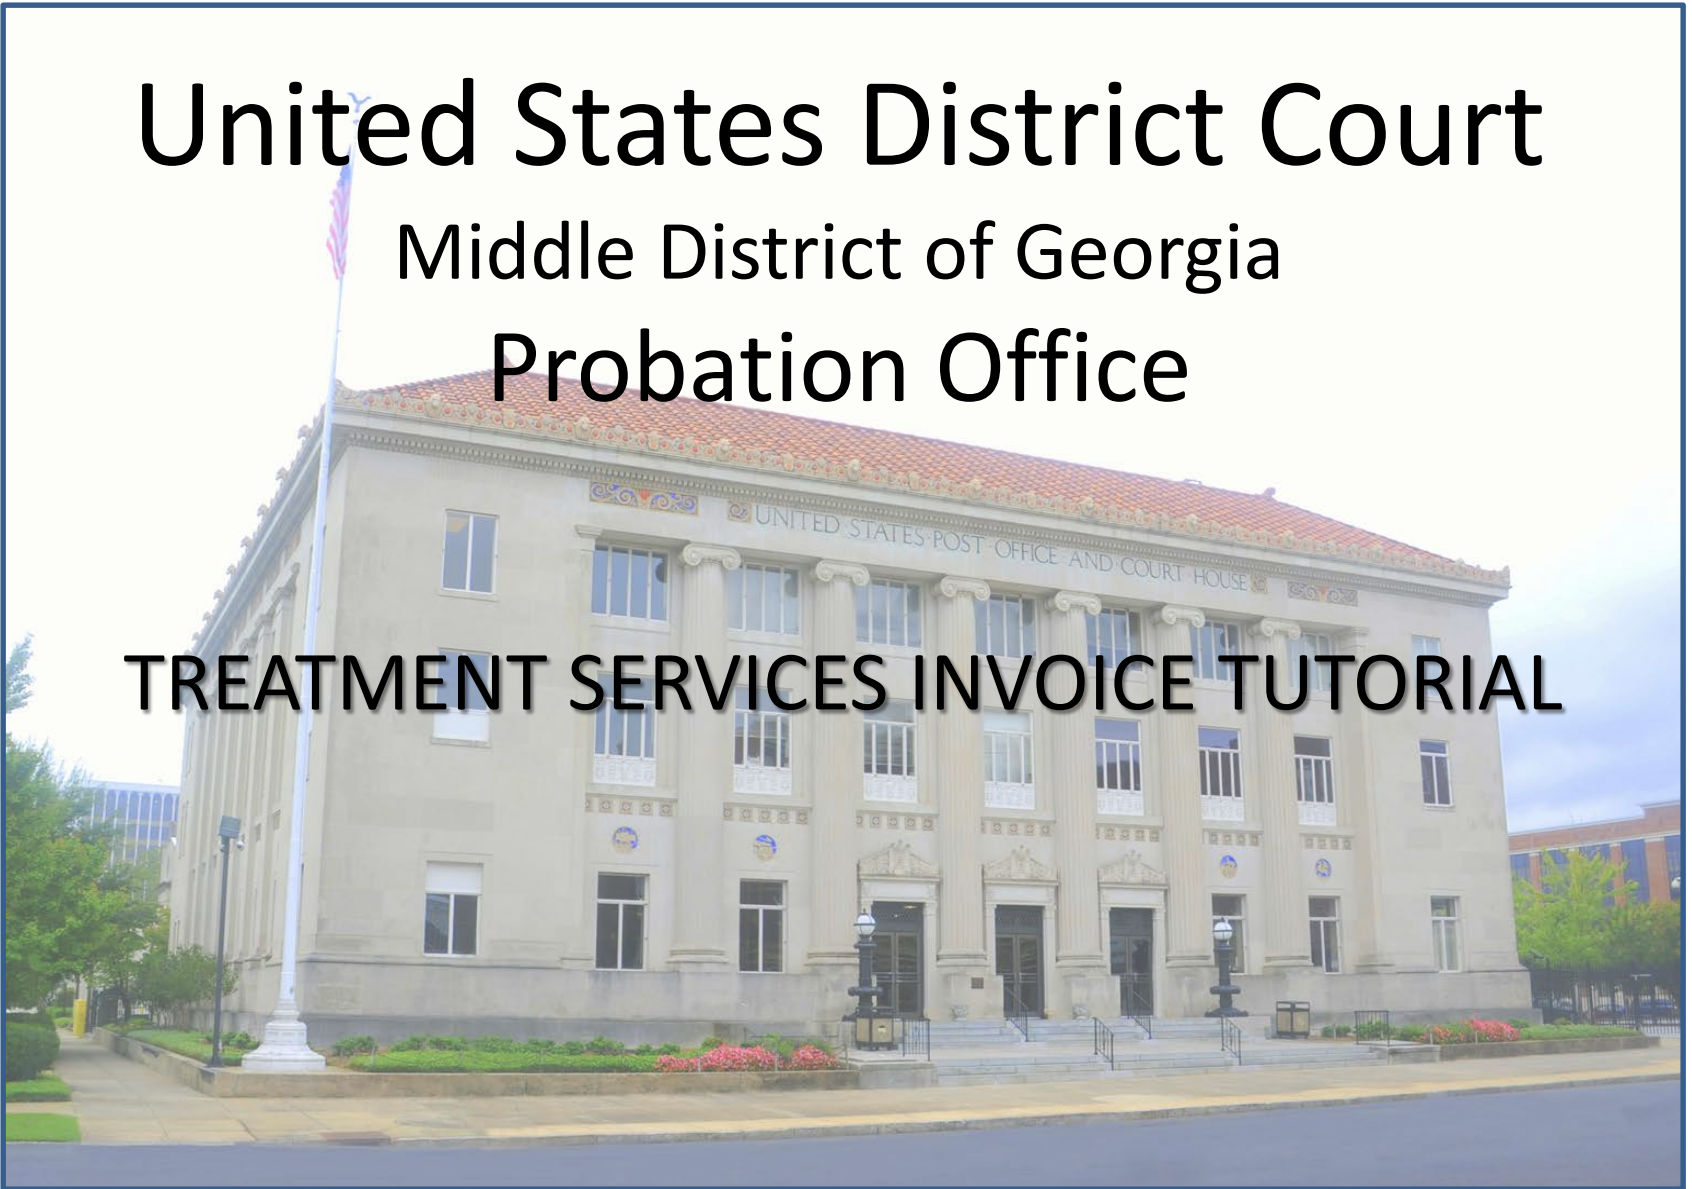 United States District Court
Middle District of Georgia
Probation Office
UNITED STATES POST OFFICE AND COURT HOUSE
TREATMENT SERVICES INVOICE TUTORIAL